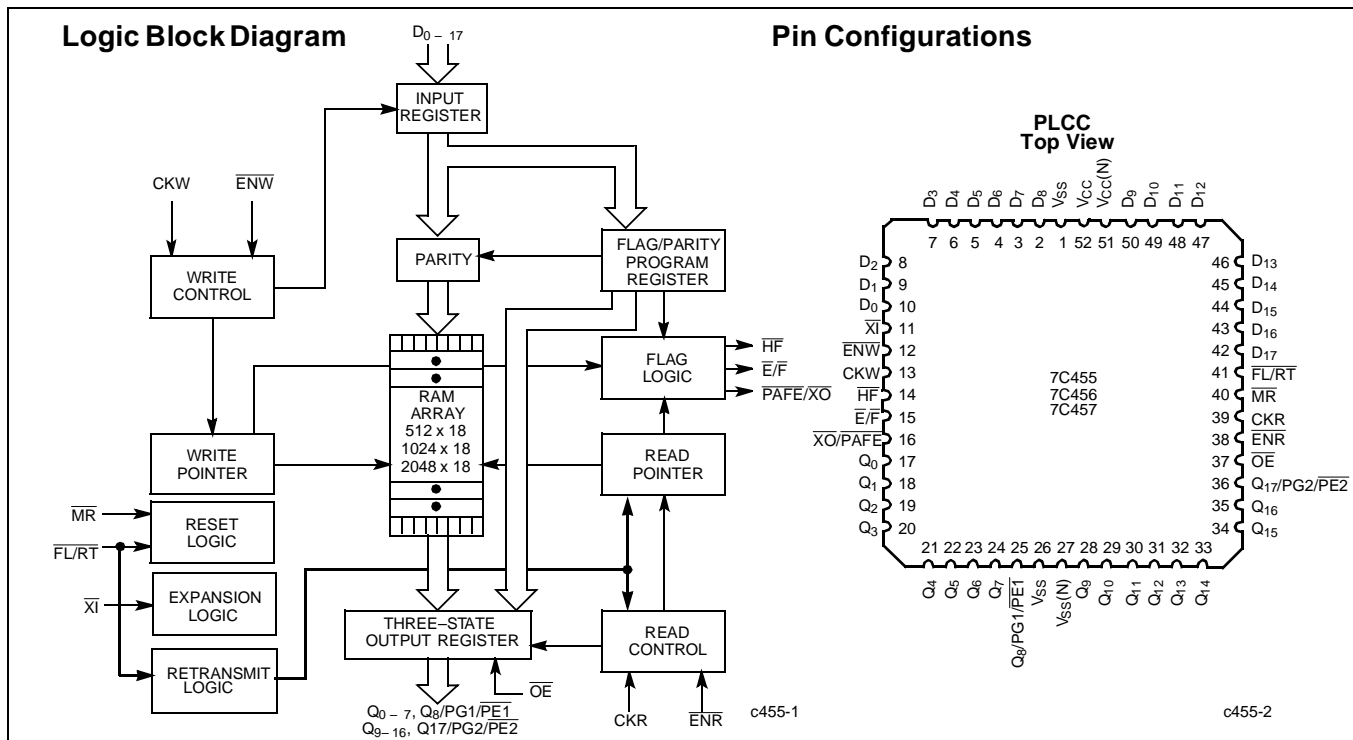 Logic Block Diagram
D0 – 17
INPUT
REGISTER
CKW
ENW
WRITE
CONTROL
PARITY
FLAG/PARITY
PROGRAM
REGISTER
FLAG
LOGIC
HF
E/F
PAFE/XO
RAM
ARRAY
512 x 18
1024 x 18
2048 x 18
WRITE
POINTER
READ
POINTER
MR
RESET
LOGIC
FL/RT
EXPANSION
LOGIC
XI
RETRANSMIT
LOGIC
THREE–STATE
OUTPUT REGISTER
READ
CONTROL
OE
Q0 – 7, Q8/PG1/PE1
Q9–16, Q17/PG2/PE2
CKR
ENR
c455-1
Pin Configurations
PLCC
Top View
D3 D4 D5 D6 D7 D8 VSS VCC VCC(N) D9 D10 D11 D12
7 6 5 4 3 2 1 52 51 50 49 48 47
D2 8
D1 9
D0 10
XI 11
ENW 12
CKW 13
HF 14
E/F 15
XO/PAFE 16
Q0 17
Q1 18
Q2 19
Q3 20
7C455
7C456
7C457
46 D13
45 D14
44 D15
43 D16
42 D17
41 FL/RT
40 MR
39 CKR
38 ENR
37 OE
36 Q17/PG2/PE2
35 Q16
34 Q15
21 22 23 24 25 26 27 28 29 30 31 32 33
Q4 Q5 Q6 Q7 Q8/PG1/PE1 VSS VSS(N) Q9 Q10 Q11 Q12 Q13 Q14
c455-2